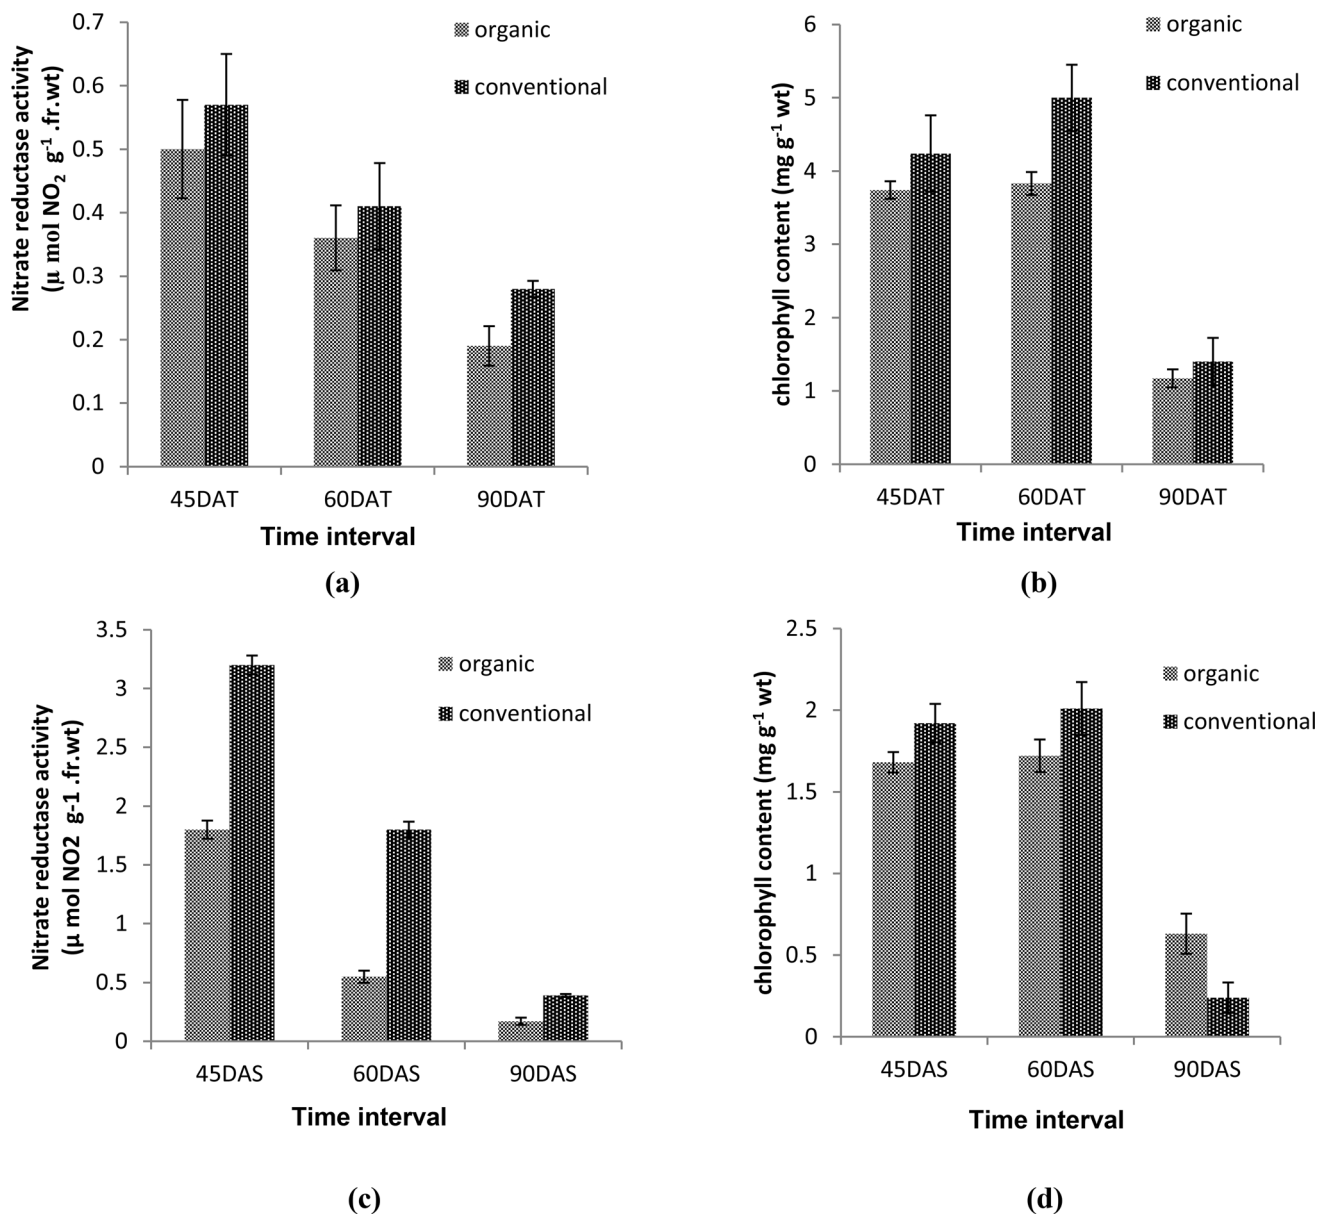 Nitrate reductase activity
(μ mol NO₂ g⁻¹ .fr.wt)
0.7
0.6
0.5
0.4
0.3
0.2
0.1
0
organic
conventional
45DAT 60DAT 90DAT
Time interval
(a)
chlorophyll content (mg g⁻¹ wt)
6
5
4
3
2
1
0
organic
conventional
45DAT 60DAT 90DAT
Time interval
(b)
Nitrate reductase activity
(μ mol NO2 g-1 .fr.wt)
3.5
3
2.5
2
1.5
1
0.5
0
organic
conventional
45DAS 60DAS 90DAS
Time interval
(c)
chlorophyll content (mg g⁻¹ wt)
2.5
2
1.5
1
0.5
0
organic
conventional
45DAS 60DAS 90DAS
Time interval
(d)